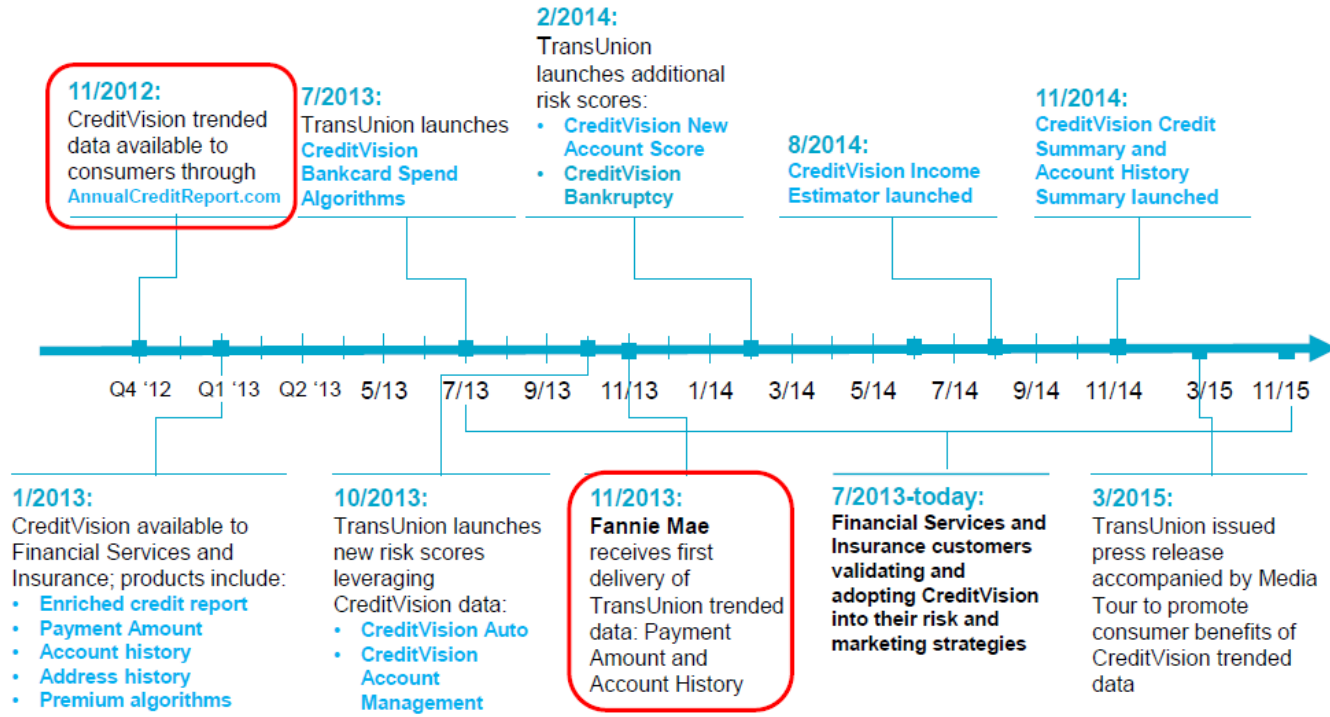 11/2012:
CreditVision trended
data available to
consumers through
AnnualCreditReport.com
7/2013:
TransUnion launches
CreditVision
Bankcard Spend
Algorithms
2/2014:
TransUnion
launches additional
risk scores:
• CreditVision New
Account Score
• CreditVision
Bankruptcy
8/2014:
CreditVision Income
Estimator launched
11/2014:
CreditVision Credit
Summary and
Account History
Summary launched
Q4 ‘12 Q1 ‘13 Q2 ‘13 5/13 7/13 9/13 11/13 1/14 3/14 5/14 7/14 9/14 11/14 3/15 11/15
1/2013:
CreditVision available to
Financial Services and
Insurance; products include:
• Enriched credit report
• Payment Amount
• Account history
• Address history
• Premium algorithms
10/2013:
TransUnion launches
new risk scores
leveraging
CreditVision data:
• CreditVision Auto
• CreditVision
Account
Management
11/2013:
Fannie Mae
receives first
delivery of
TransUnion trended
data: Payment
Amount and
Account History
7/2013-today:
Financial Services and
Insurance customers
validating and
adopting CreditVision
into their risk and
marketing strategies
3/2015:
TransUnion issued
press release
accompanied by Media
Tour to promote
consumer benefits of
CreditVision trended
data